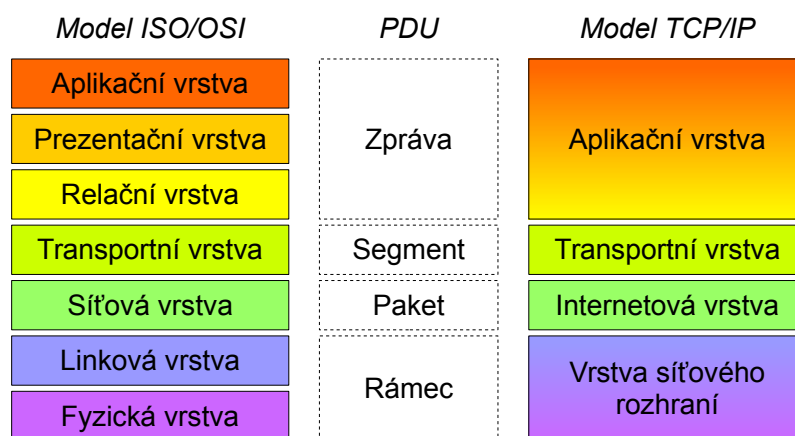 Model ISO/OSI
PDU
Model TCP/IP
Aplikační vrstva
Prezentační vrstva
Relační vrstva
Transportní vrstva
Síťová vrstva
Linková vrstva
Fyzická vrstva
Zpráva
Segment
Paket
Rámec
Aplikační vrstva
Transportní vrstva
Internetová vrstva
Vrstva síťového
rozhraní